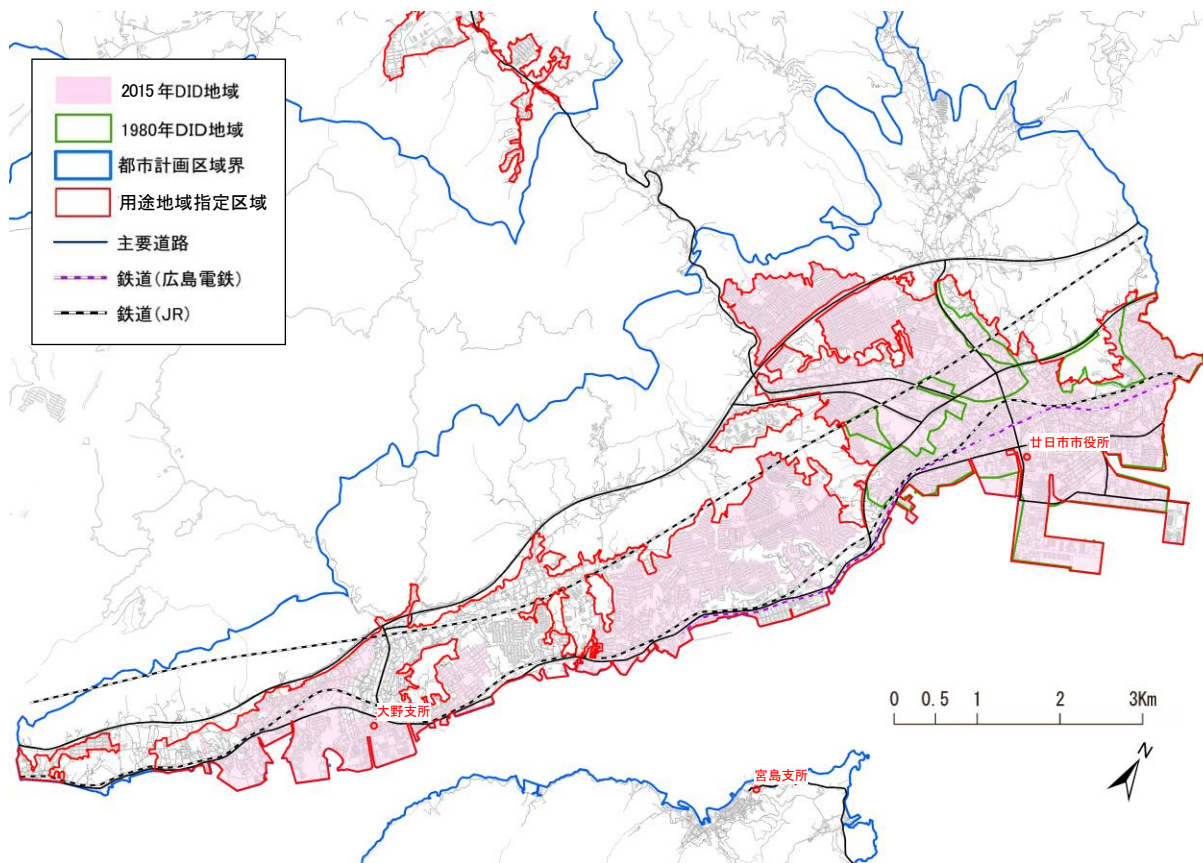 2015年DID地域
1980年DID地域
都市計画区域界
用途地域指定区域
主要道路
鉄道(広島電鉄)
鉄道(JR)
廿日市市役所
大野支所
宮島支所
0 0.5 1 2 3Km
N